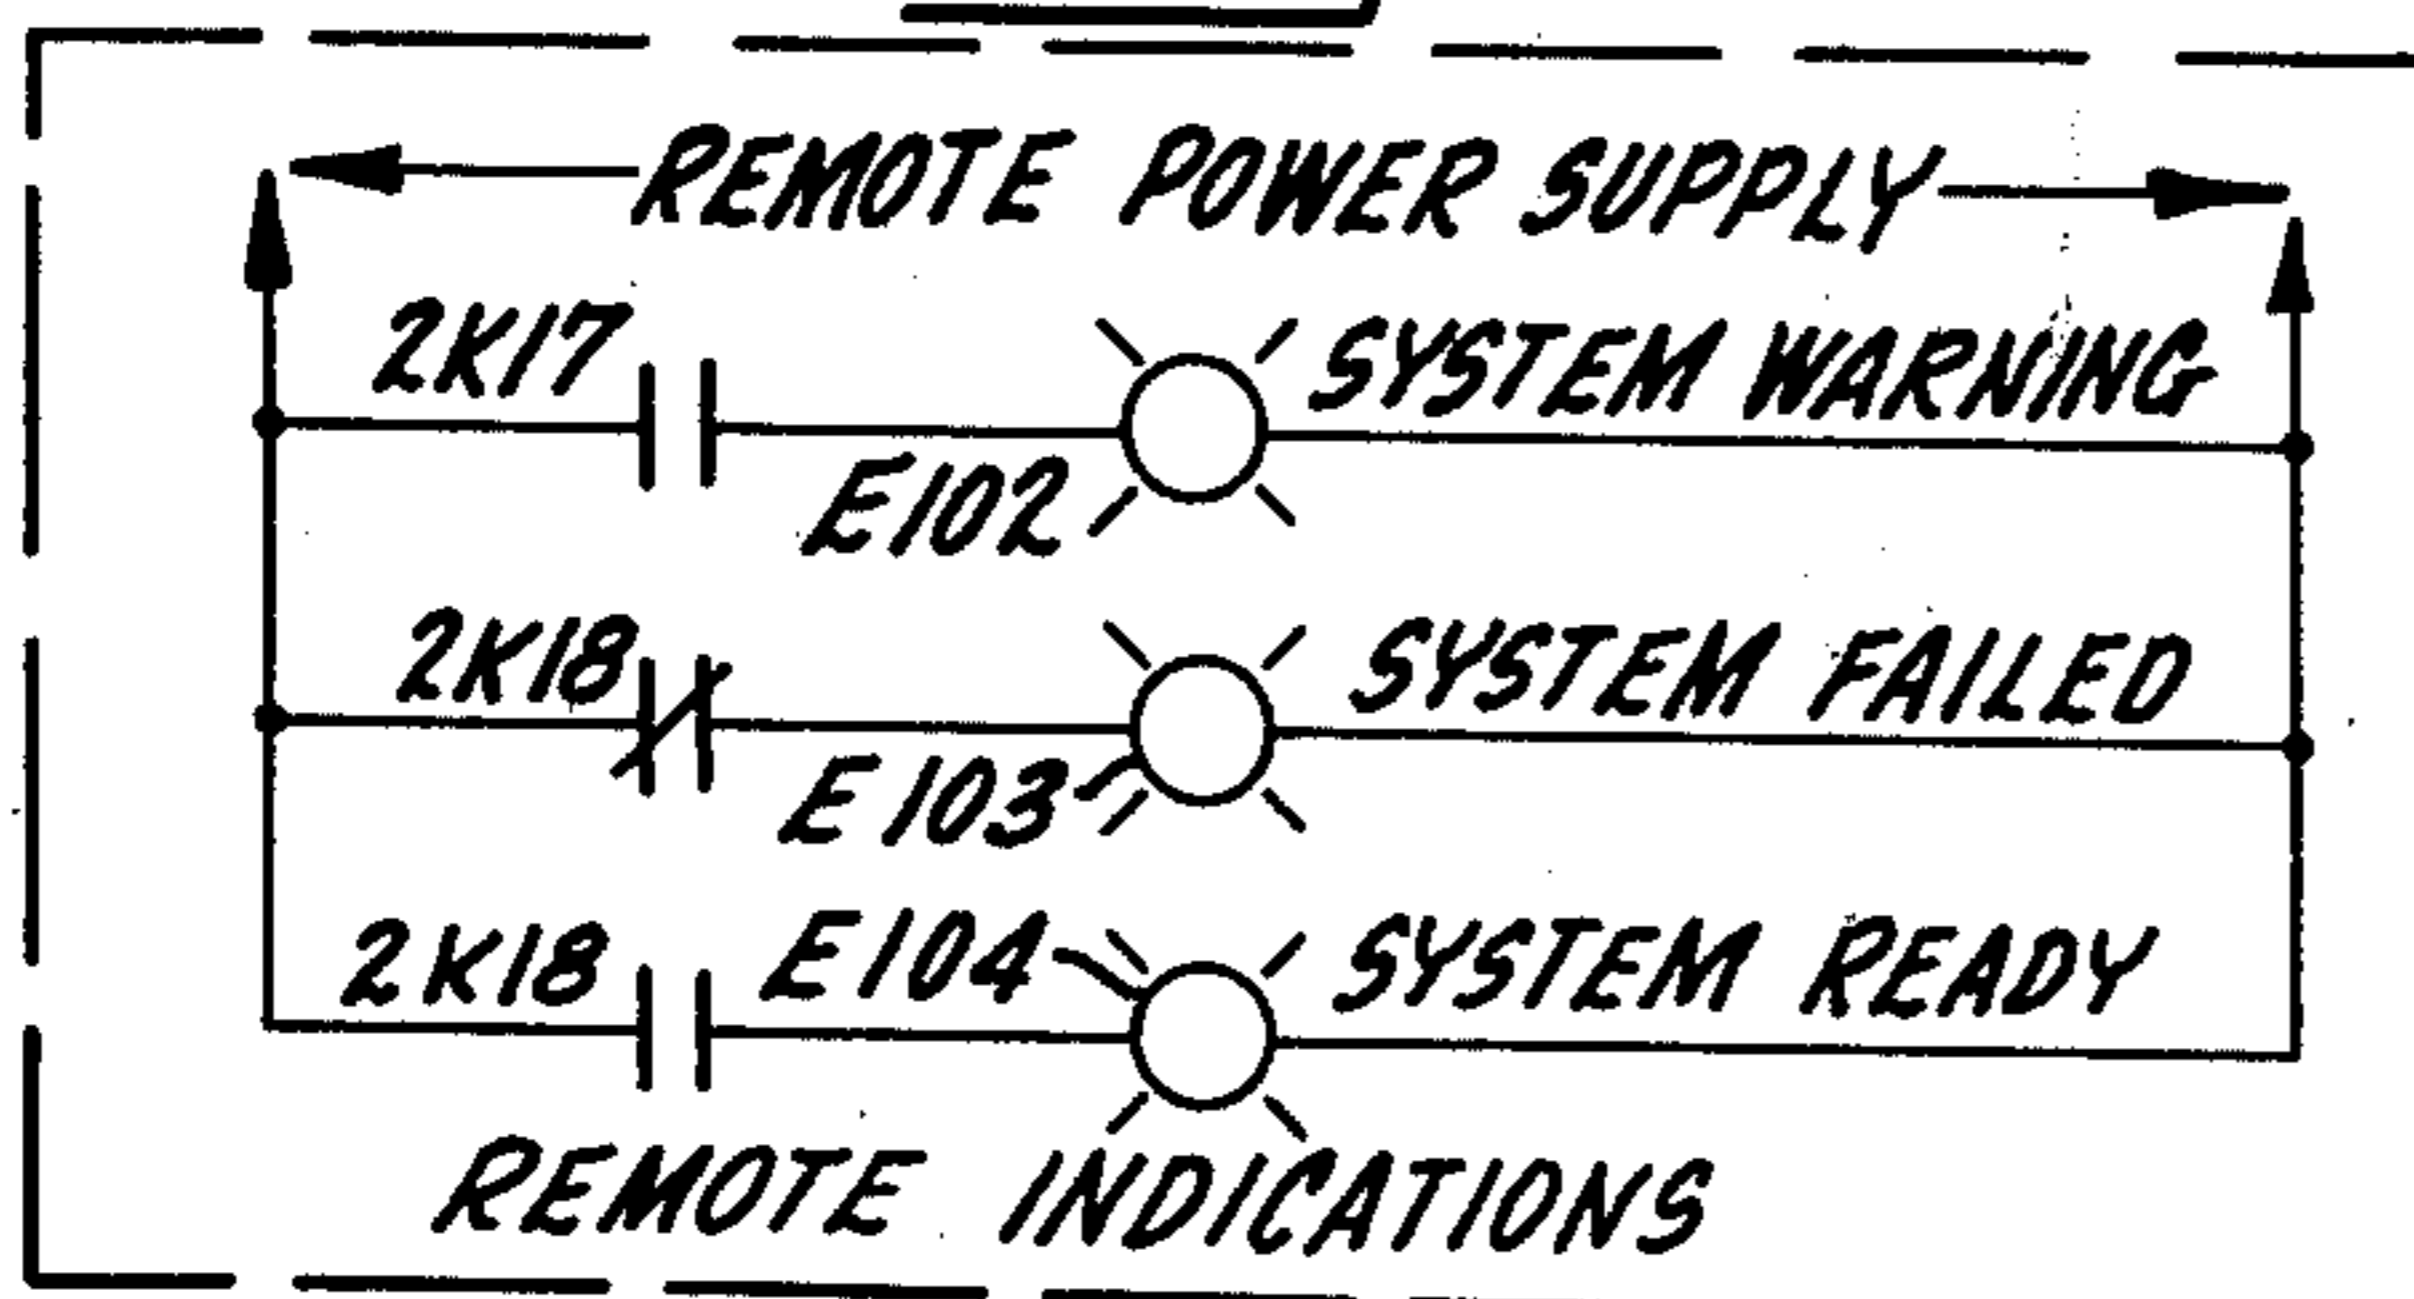 REMOTE POWER SUPPLY
2K17
SYSTEM WARNING
E102
2K18
SYSTEM FAILED
E103
2K18
E104
SYSTEM READY
REMOTE INDICATIONS